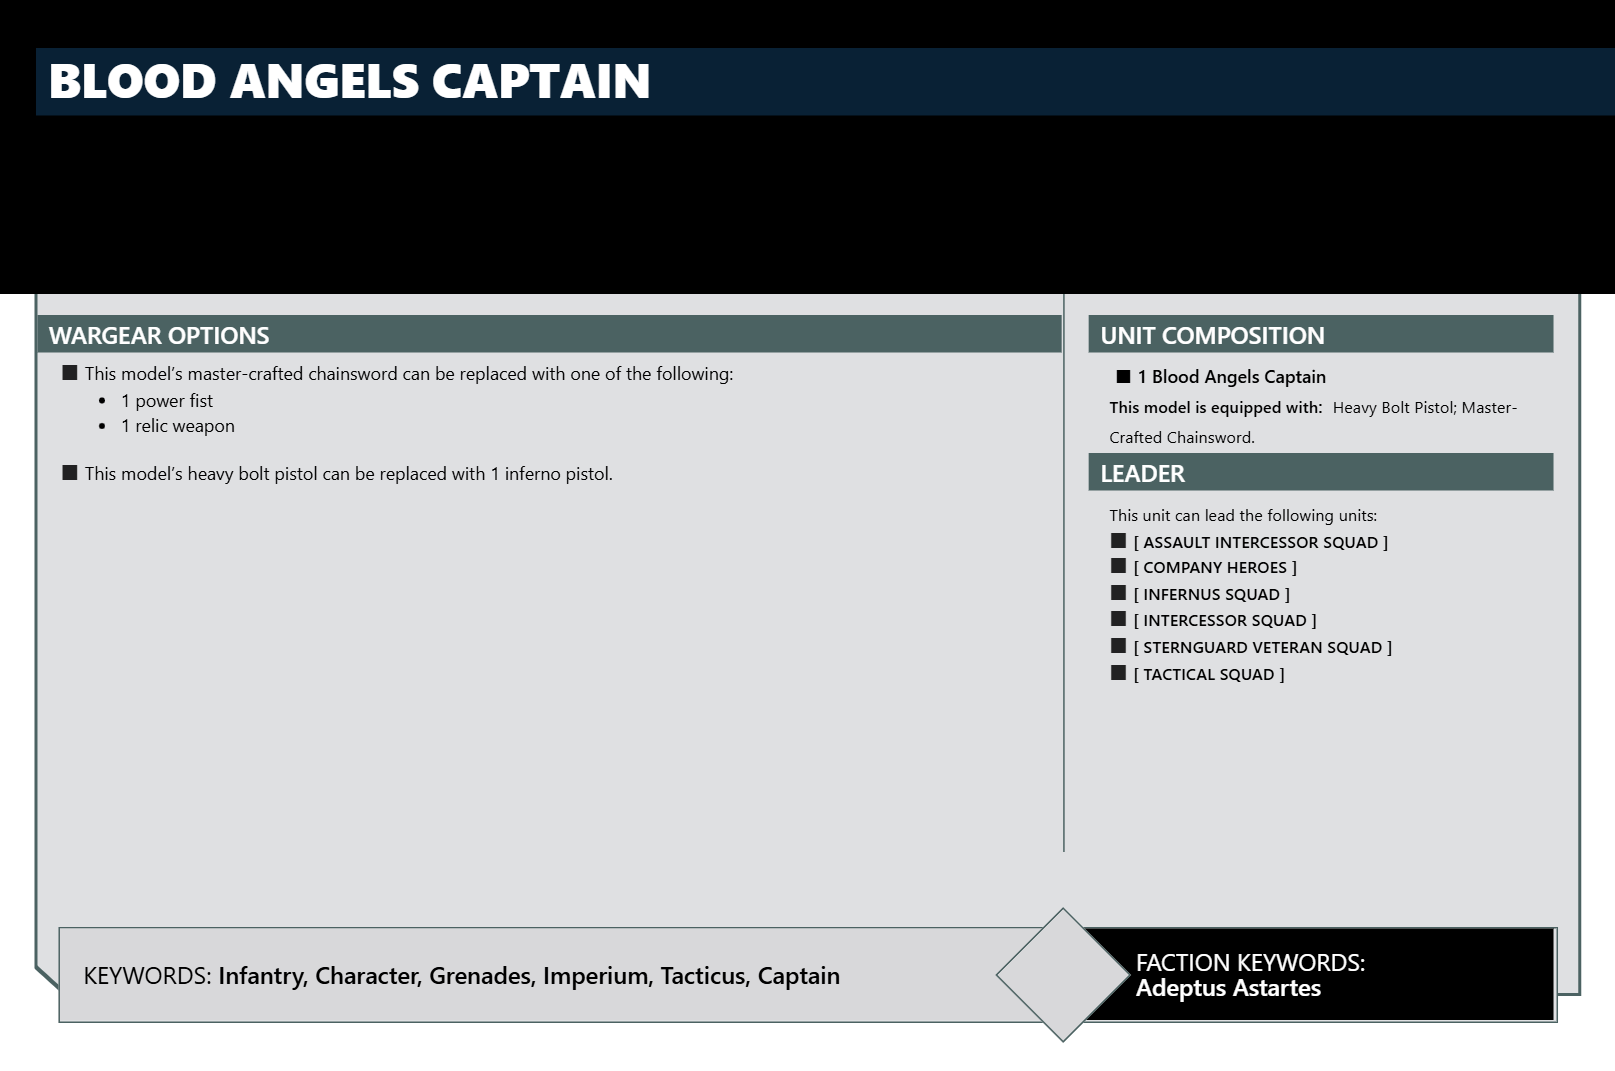 BLOOD ANGELS CAPTAIN
WARGEAR OPTIONS
■ This model’s master-crafted chainsword can be replaced with one of the following:
• 1 power fist
• 1 relic weapon
■ This model’s heavy bolt pistol can be replaced with 1 inferno pistol.
UNIT COMPOSITION
■ 1 Blood Angels Captain
This model is equipped with: Heavy Bolt Pistol; Master-
Crafted Chainsword.
LEADER
This unit can lead the following units:
■ [ ASSAULT INTERCESSOR SQUAD ]
■ [ COMPANY HEROES ]
■ [ INFERNUS SQUAD ]
■ [ INTERCESSOR SQUAD ]
■ [ STERNGUARD VETERAN SQUAD ]
■ [ TACTICAL SQUAD ]
KEYWORDS: Infantry, Character, Grenades, Imperium, Tacticus, Captain
FACTION KEYWORDS:
Adeptus Astartes